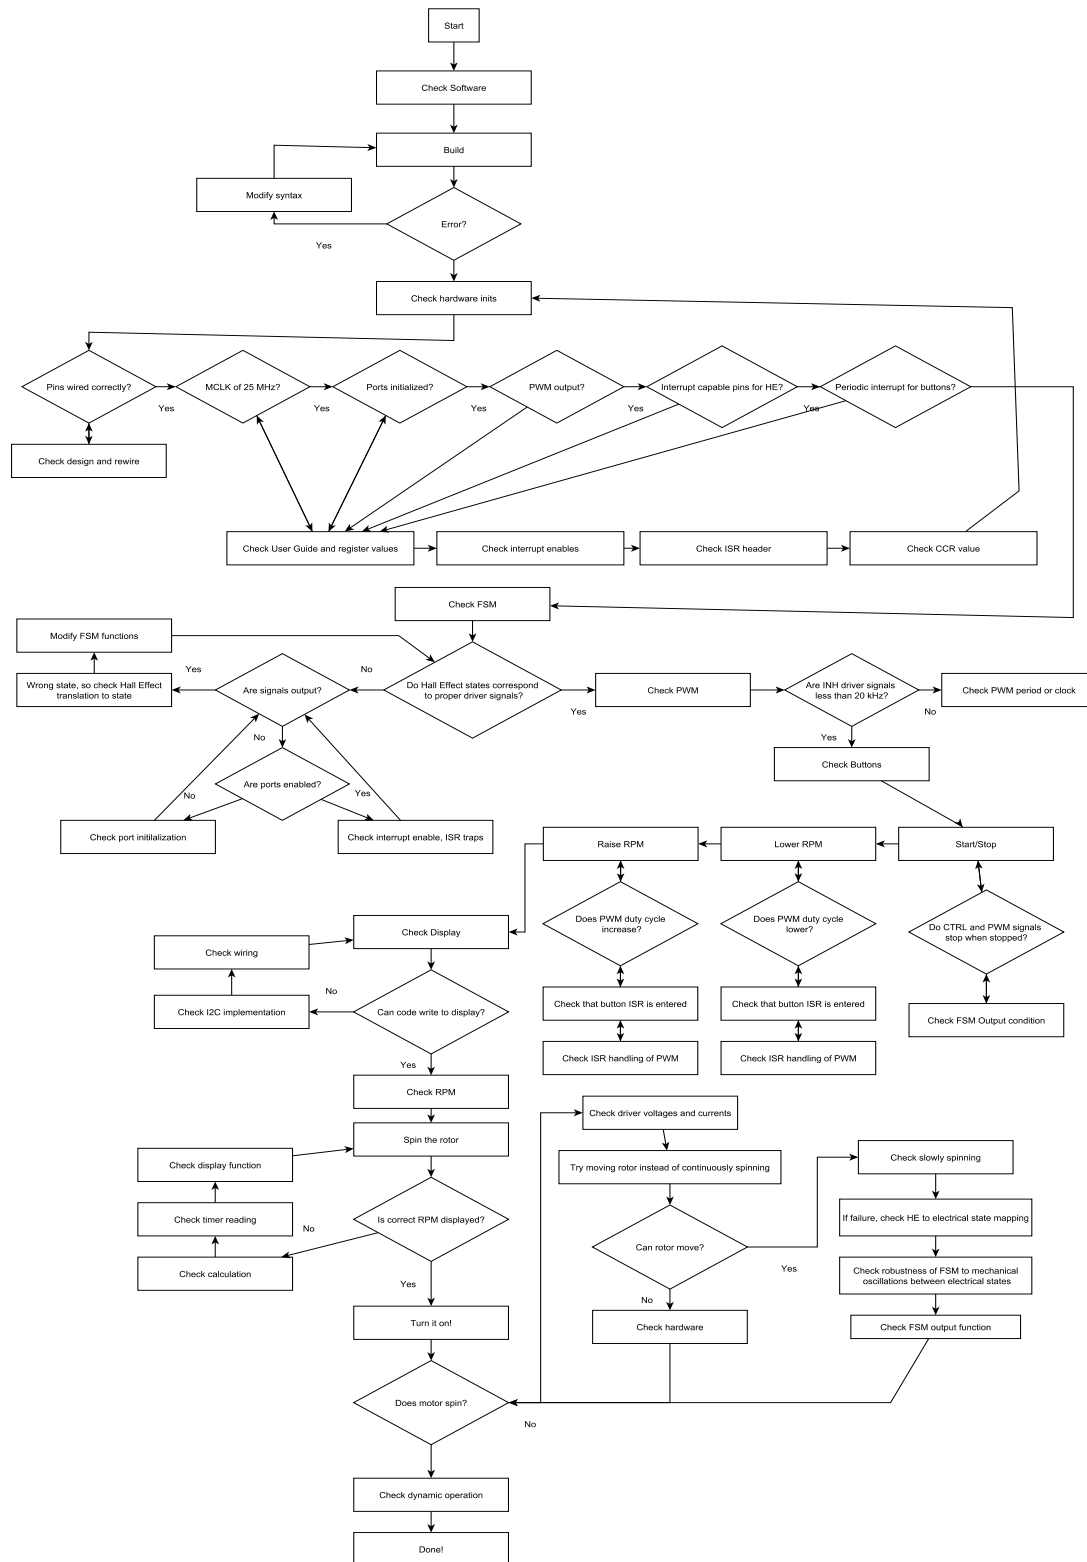 Start
Check Software
Build
Modify syntax
Error?
Yes
Check hardware inits
Pins wired correctly?
Yes
MCLK of 25 MHz?
Yes
Ports initialized?
Yes
PWM output?
Yes
Interrupt capable pins for HE?
Yes
Periodic interrupt for buttons?
Check design and rewire
Check User Guide and register values
Check interrupt enables
Check ISR header
Check CCR value
Check FSM
Modify FSM functions
Wrong state, so check Hall Effect
translation to state
Yes
Are signals output?
No
Do Hall Effect states correspond
to proper driver signals?
Yes
Check PWM
Are INH driver signals
less than 20 kHz?
No
Check PWM period or clock
Yes
No
Are ports enabled?
No
Yes
Check port initilalization
Check interrupt enable, ISR traps
Check Buttons
Raise RPM
Lower RPM
Start/Stop
Does PWM duty cycle
increase?
Does PWM duty cycle
lower?
Do CTRL and PWM signals
stop when stopped?
Check that button ISR is entered
Check that button ISR is entered
Check FSM Output condition
Check ISR handling of PWM
Check ISR handling of PWM
Check Display
Check wiring
No
Check I2C implementation
Can code write to display?
Yes
Check RPM
Spin the rotor
Check display function
Check timer reading
No
Is correct RPM displayed?
Check calculation
Yes
Turn it on!
Check driver voltages and currents
Try moving rotor instead of continuously spinning
Can rotor move?
Yes
No
Check hardware
Check slowly spinning
If failure, check HE to electrical state mapping
Check robustness of FSM to mechanical
oscillations between electrical states
Check FSM output function
Does motor spin?
No
Check dynamic operation
Done!